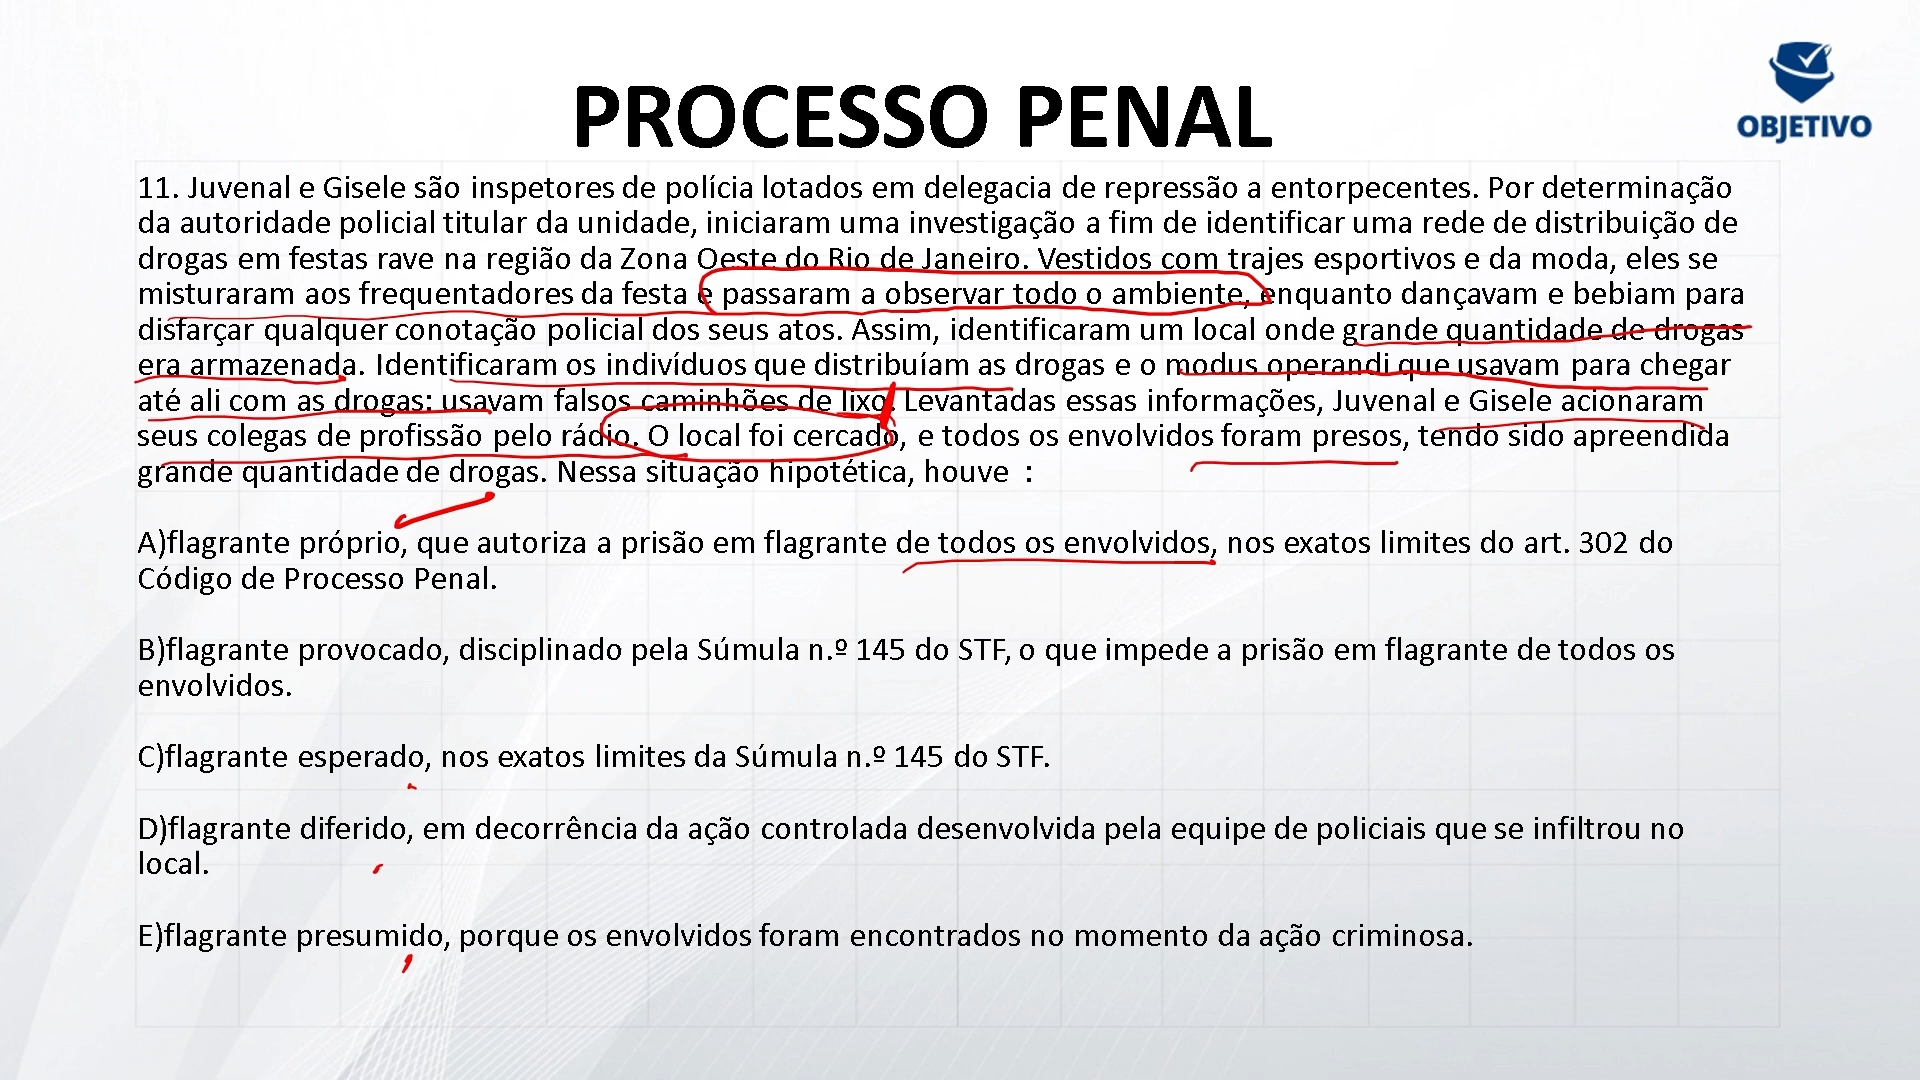 PROCESSO PENAL
OBJETIVO
11. Juvenal e Gisele são inspetores de polícia lotados em delegacia de repressão a entorpecentes. Por determinação
da autoridade policial titular da unidade, iniciaram uma investigação a fim de identificar uma rede de distribuição de
drogas em festas rave na região da Zona Oeste do Rio de Janeiro. Vestidos com trajes esportivos e da moda, eles se
misturaram aos frequentadores da festa e passaram a observar todo o ambiente, enquanto dançavam e bebiam para
disfarçar qualquer conotação policial dos seus atos. Assim, identificaram um local onde grande quantidade de drogas
era armazenada. Identificaram os indivíduos que distribuíam as drogas e o modus operandi que usavam para chegar
até ali com as drogas: usavam falsos caminhões de lixo. Levantadas essas informações, Juvenal e Gisele acionaram
seus colegas de profissão pelo rádio. O local foi cercado, e todos os envolvidos foram presos, tendo sido apreendida
grande quantidade de drogas. Nessa situação hipotética, houve :
A)flagrante próprio, que autoriza a prisão em flagrante de todos os envolvidos, nos exatos limites do art. 302 do
Código de Processo Penal.
B)flagrante provocado, disciplinado pela Súmula n.º 145 do STF, o que impede a prisão em flagrante de todos os
envolvidos.
C)flagrante esperado, nos exatos limites da Súmula n.º 145 do STF.
D)flagrante diferido, em decorrência da ação controlada desenvolvida pela equipe de policiais que se infiltrou no
local.
E)flagrante presumido, porque os envolvidos foram encontrados no momento da ação criminosa.